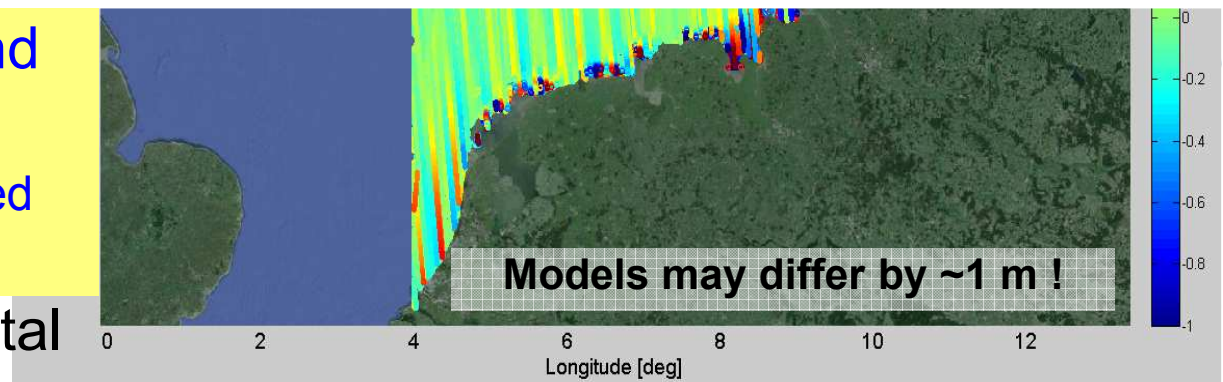 nd
ed
tal
Models may differ by ~1 m !
0
-0.2
-0.4
-0.6
-0.8
-1
0 2 4 6 8 10 12
Longitude [deg]